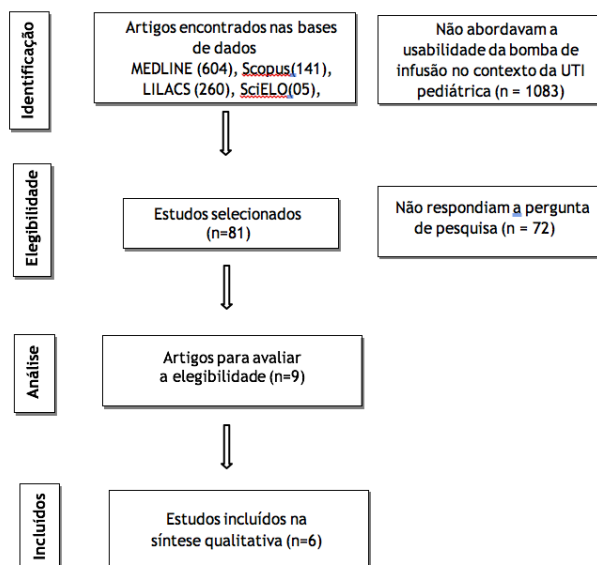 Identificação
Artigos encontrados nas bases
de dados
MEDLINE (604), Scopus(141),
LILACS (260), SciELO(05),
Não abordavam a
usabilidade da bomba de
infusão no contexto da UTI
pediátrica (n = 1083)
Elegibilidade
Estudos selecionados
(n=81)
Não respondiam a pergunta
de pesquisa (n = 72)
Análise
Artigos para avaliar
a elegibilidade (n=9)
Incluídos
Estudos incluídos na
síntese qualitativa (n=6)